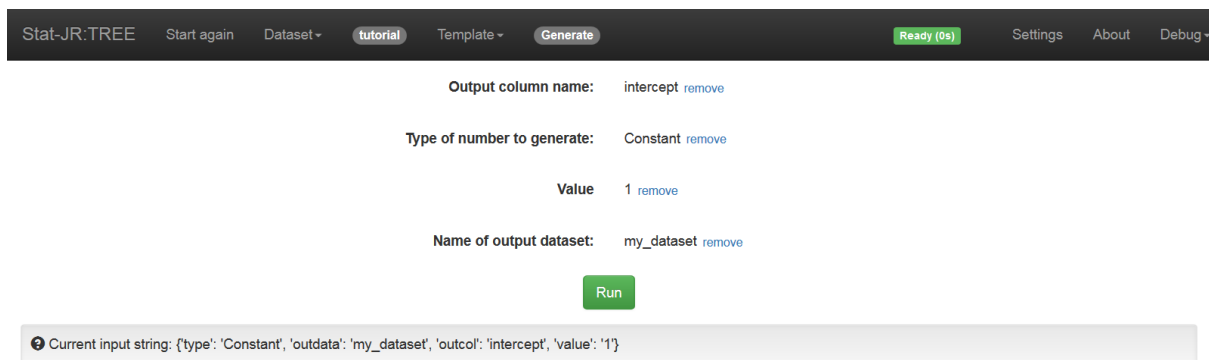 Stat-JR:TREE Start again Dataset tutorial Template Generate Ready (0s) Settings About Debug
Output column name: intercept remove
Type of number to generate: Constant remove
Value 1 remove
Name of output dataset: my_dataset remove
Run
Current input string: {'type': 'Constant', 'outdata': 'my_dataset', 'outcol': 'intercept', 'value': '1'}